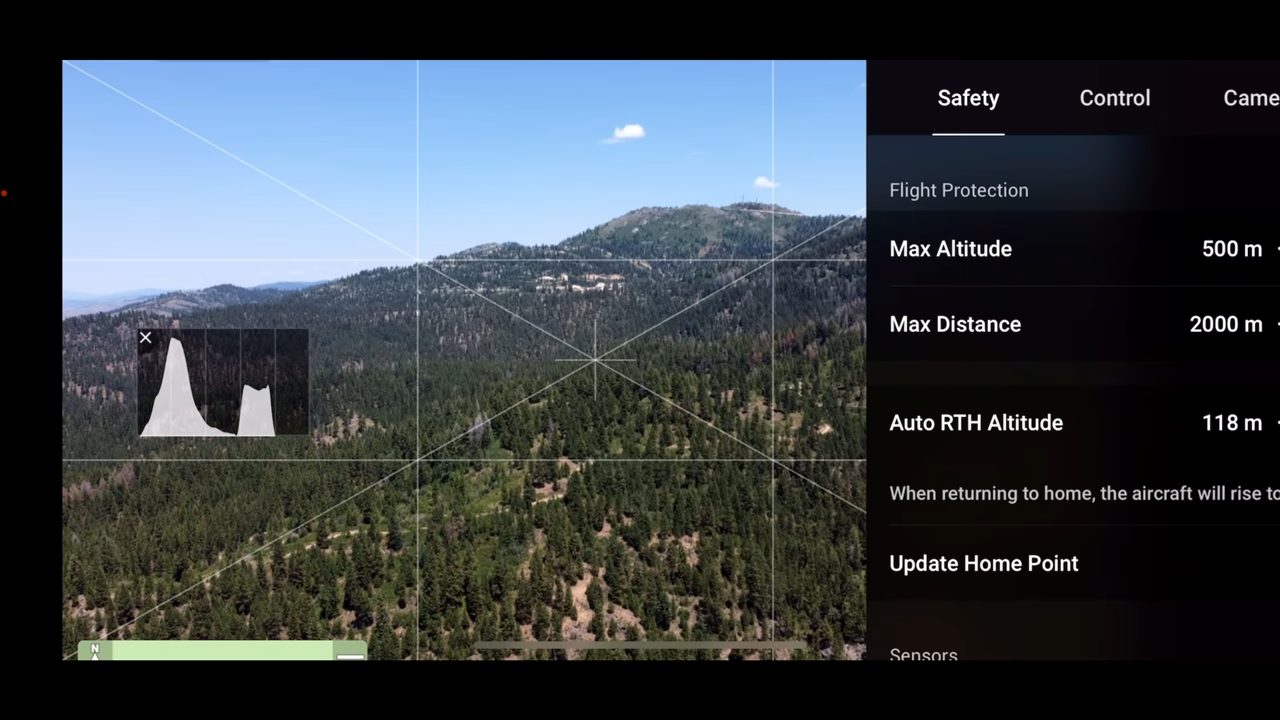 Safety Control Came
Flight Protection
Max Altitude 500 m
Max Distance 2000 m
Auto RTH Altitude 118 m
When returning to home, the aircraft will rise to
Update Home Point
Sensors
N